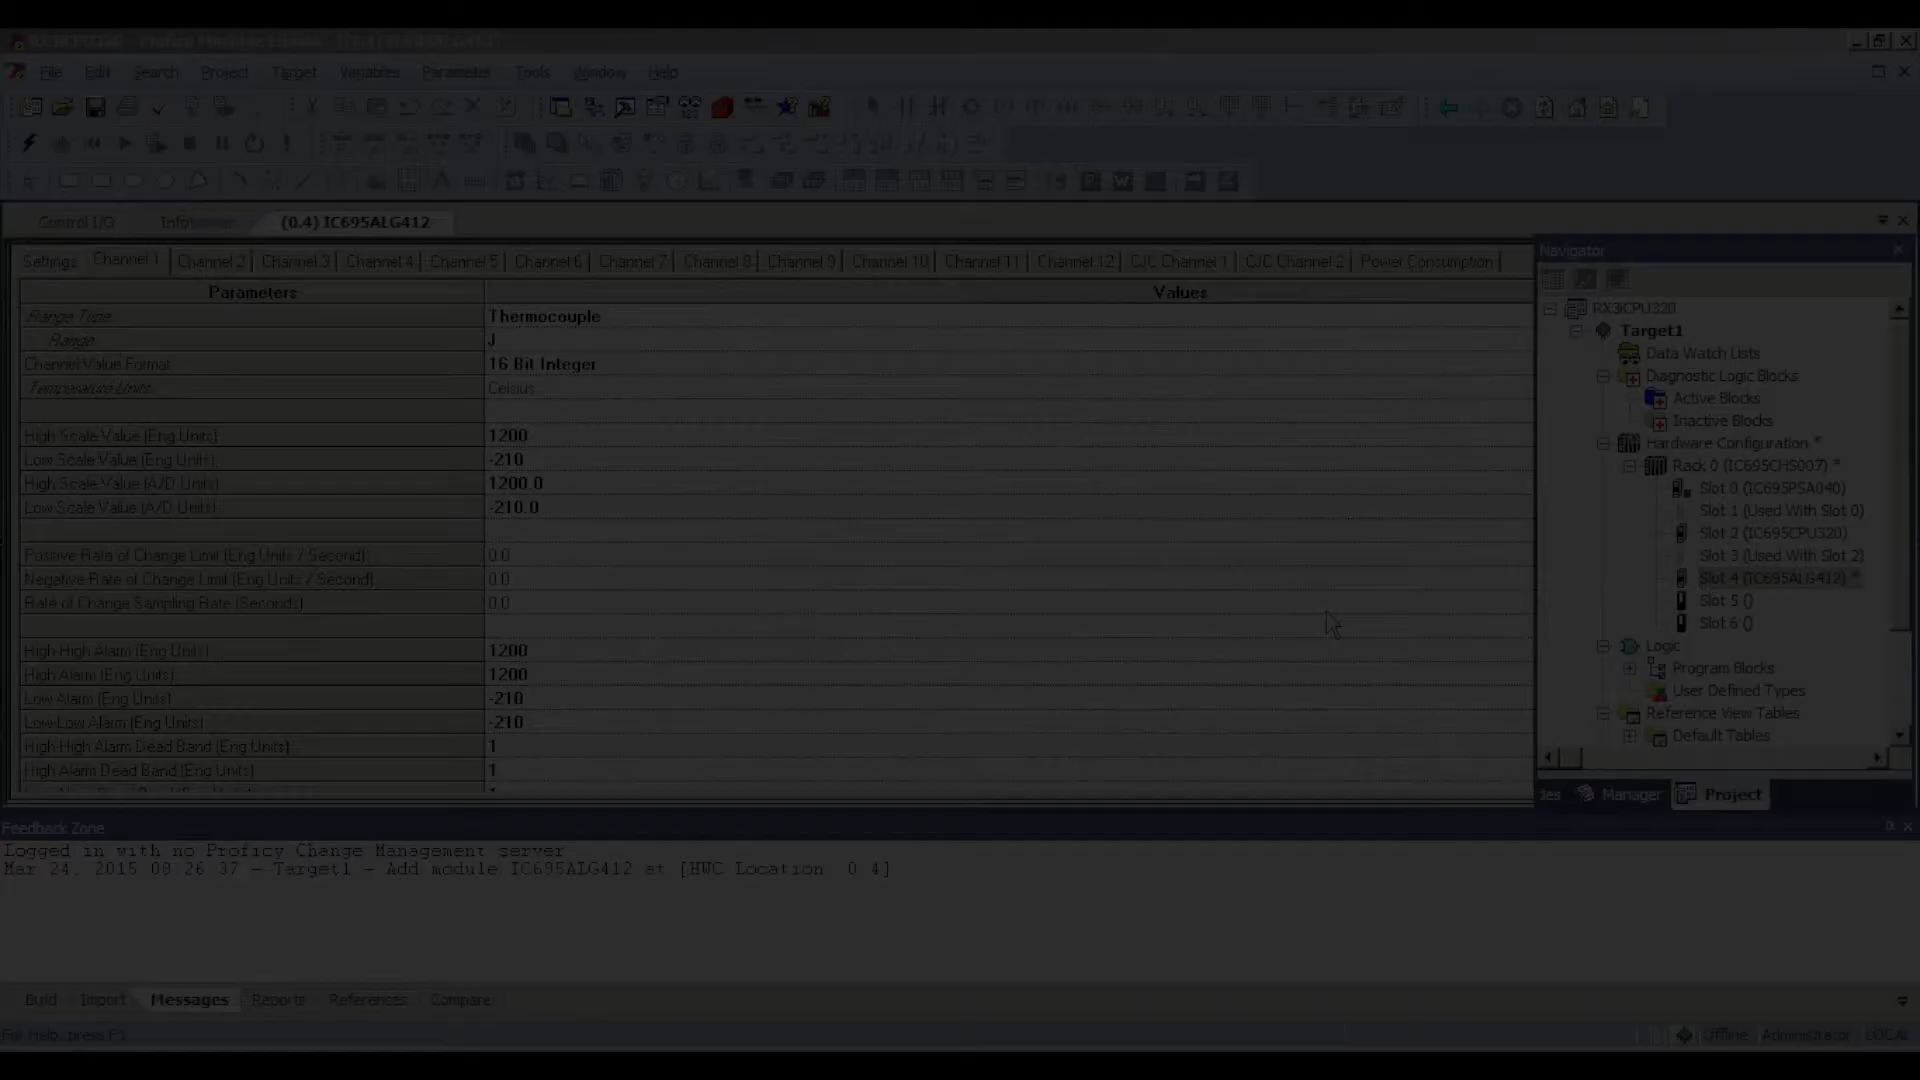 File Edit Search Project Target Variables Parameter Tools Window Help
Control I/O InfoViewer (0.4) IC695ALG412
Settings Channel 1 Channel 2 Channel 3 Channel 4 Channel 5 Channel 6 Channel 7 Channel 8 Channel 9 Channel 10 Channel 11 Channel 12 CJC Channel 1 CJC Channel 2 Power Consumption
Parameters Values
Range Type Thermocouple
Range J
Channel Value Format 16 Bit Integer
Temperature Units Celsius
High Scale Value (Eng Units) 1200
Low Scale Value (Eng Units) -210
High Scale Value (A/D Units) 1200.0
Low Scale Value (A/D Units) -210.0
Positive Rate of Change Limit (Eng Units / Second) 0.0
Negative Rate of Change Limit (Eng Units / Second) 0.0
Rate of Change Sampling Rate (Seconds) 0.0
High-High Alarm (Eng Units) 1200
High Alarm (Eng Units) 1200
Low Alarm (Eng Units) -210
Low-Low Alarm (Eng Units) -210
High-High Alarm Dead Band (Eng Units) 1
High Alarm Dead Band (Eng Units) 1
Navigator
RX3iCPU320
Target1
Data Watch Lists
Diagnostic Logic Blocks
Active Blocks
Inactive Blocks
Hardware Configuration *
Rack 0 (IC695CHS007) *
Slot 0 (IC695PSA040)
Slot 1 (Used With Slot 0)
Slot 2 (IC695CPU320)
Slot 3 (Used With Slot 2)
Slot 4 (IC695ALG412) *
Slot 5 ()
Slot 6 ()
Logic
Program Blocks
User Defined Types
Reference View Tables
Default Tables
Manager Project
Feedback Zone
Logged in with no Proficy Change Management server
Mar 24, 2015 08 26 37 - Target1 - Add module IC695ALG412 at [HWC Location 0 4]
Build Import Messages Reports References Compare
For Help, press F1
Offline Administrator LOCAL